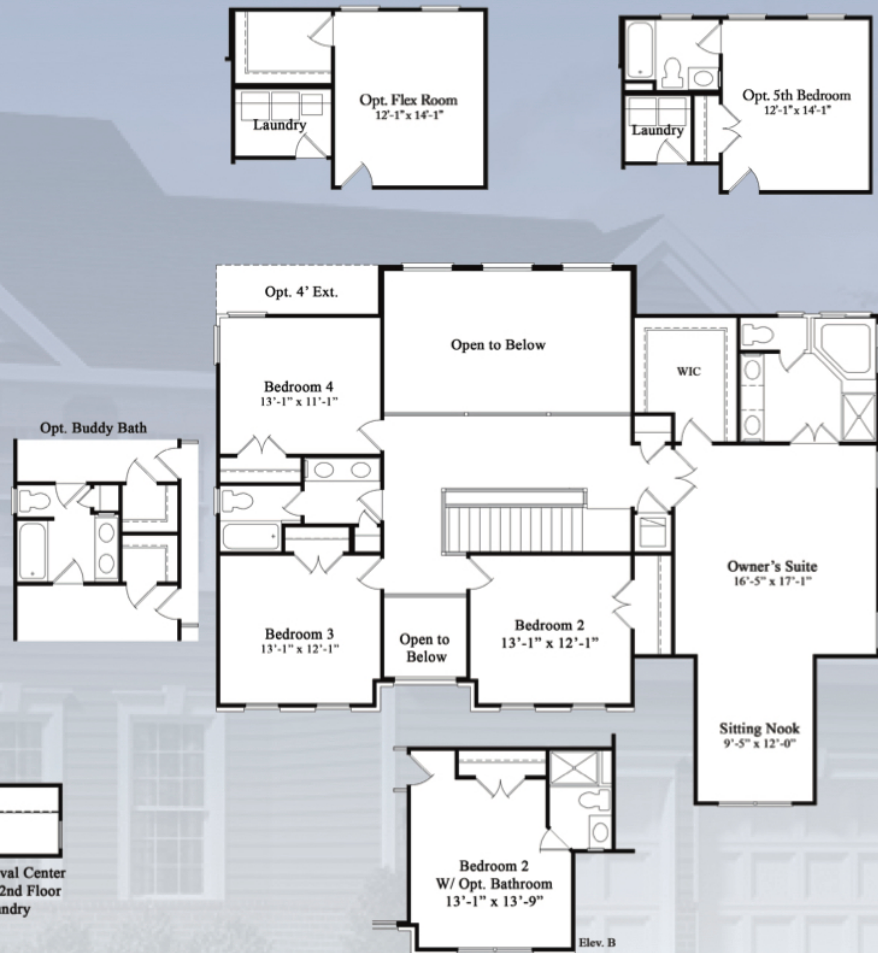 Opt. Flex Room
12'-1" x 14'-1"
Laundry
Opt. 5th Bedroom
12'-1" x 14'-1"
Laundry
Opt. 4' Ext.
Open to Below
Bedroom 4
13'-1" x 11'-1"
WIC
Opt. Buddy Bath
Owner's Suite
16'-5" x 17'-1"
Bedroom 3
13'-1" x 12'-1"
Open to
Below
Bedroom 2
13'-1" x 12'-1"
Sitting Nook
9'-5" x 12'-0"
val Center
2nd Floor
ndry
Bedroom 2
W/ Opt. Bathroom
13'-1" x 13'-9"
Elev. B